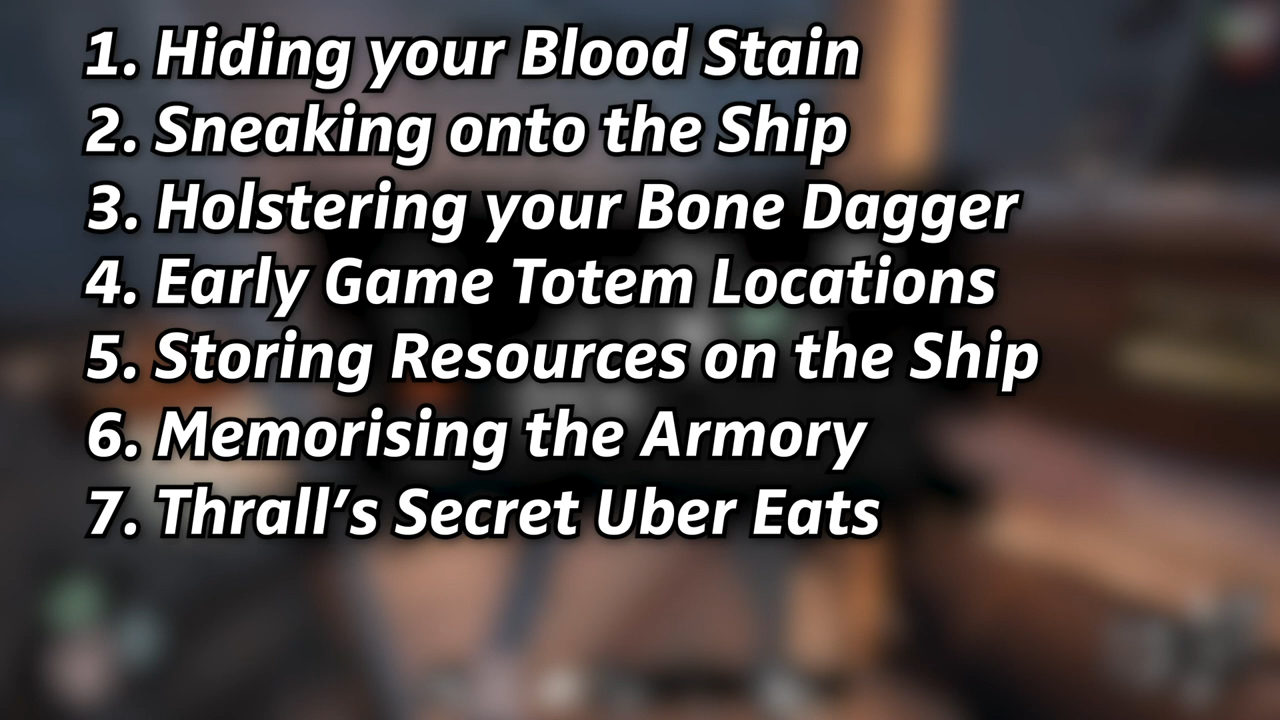 1. Hiding your Blood Stain
2. Sneaking onto the Ship
3. Holstering your Bone Dagger
4. Early Game Totem Locations
5. Storing Resources on the Ship
6. Memorising the Armory
7. Thrall’s Secret Uber Eats